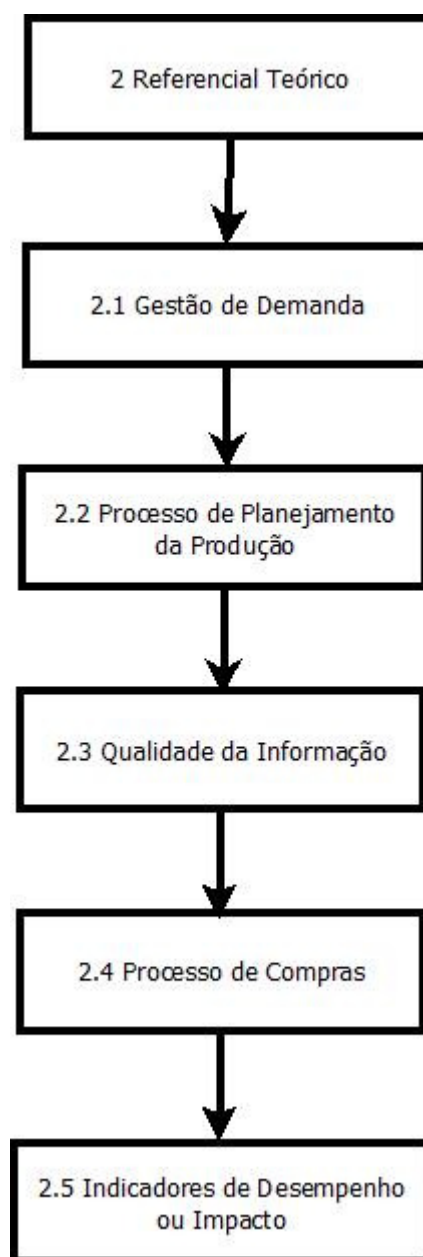 2 Referencial Teórico
2.1 Gestão de Demanda
2.2 Processo de Planejamento
da Produção
2.3 Qualidade da Informação
2.4 Processo de Compras
2.5 Indicadores de Desempenho
ou Impacto